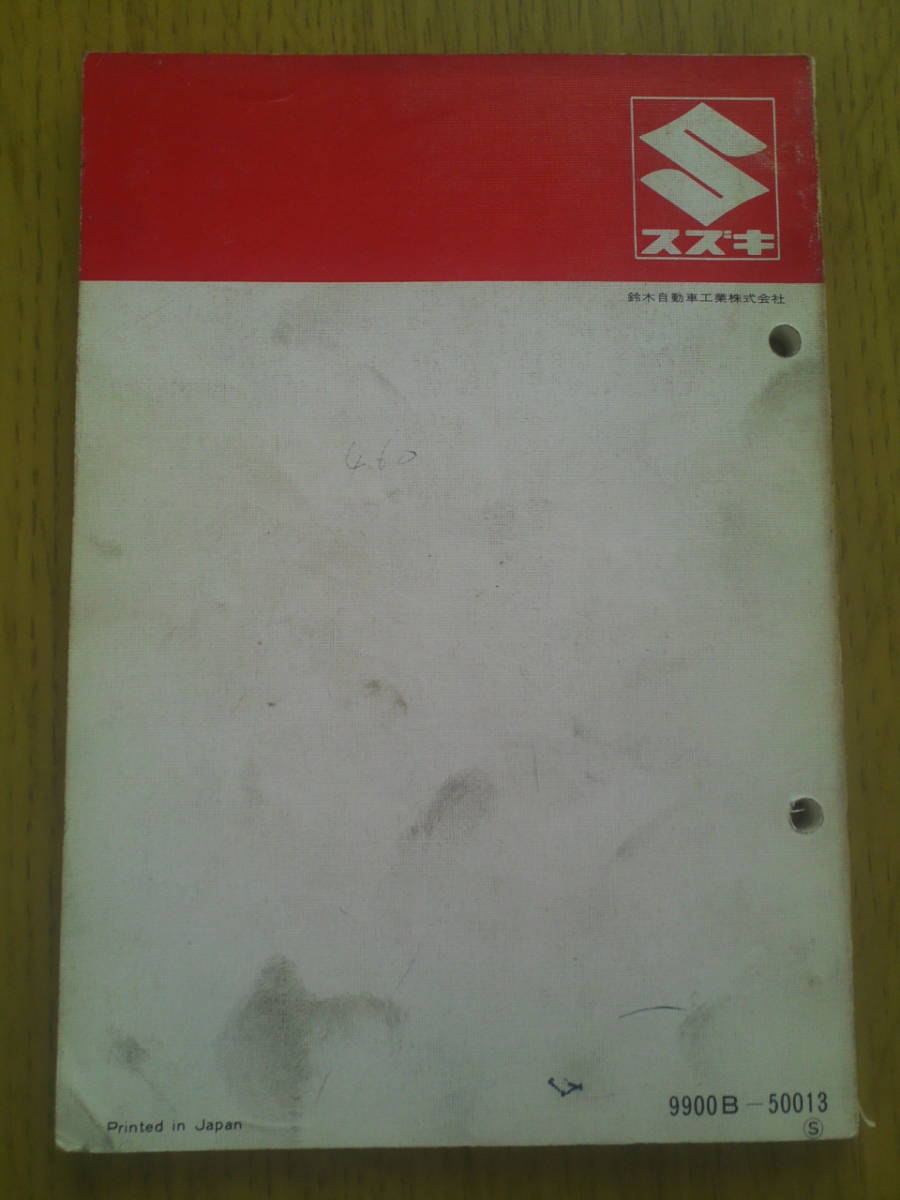 スズキ
鈴木自動車工業株式会社
460
9900B-50013
Ⓢ
Printed in Japan